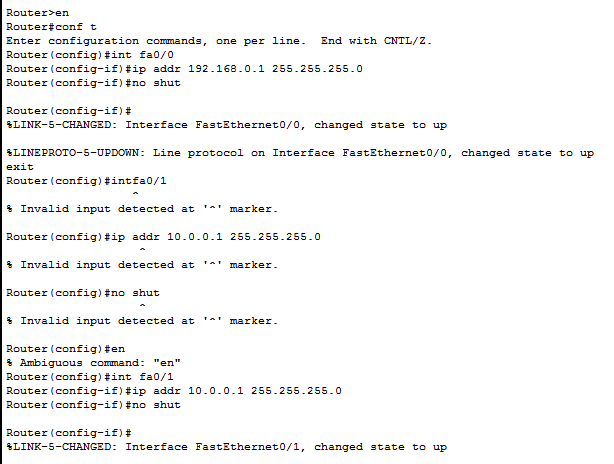 Router>en
Router#conf t
Enter configuration commands, one per line.  End with CNTL/Z.
Router(config)#int fa0/0
Router(config-if)#ip addr 192.168.0.1 255.255.255.0
Router(config-if)#no shut
Router(config-if)#
%LINK-5-CHANGED: Interface FastEthernet0/0, changed state to up
%LINEPROTO-5-UPDOWN: Line protocol on Interface FastEthernet0/0, changed state to up
exit
Router(config)#intfa0/1
^
% Invalid input detected at '^' marker.
Router(config)#ip addr 10.0.0.1 255.255.255.0
^
% Invalid input detected at '^' marker.
Router(config)#no shut
^
% Invalid input detected at '^' marker.
Router(config)#en
% Ambiguous command: "en"
Router(config)#int fa0/1
Router(config-if)#ip addr 10.0.0.1 255.255.255.0
Router(config-if)#no shut
Router(config-if)#
%LINK-5-CHANGED: Interface FastEthernet0/1, changed state to up